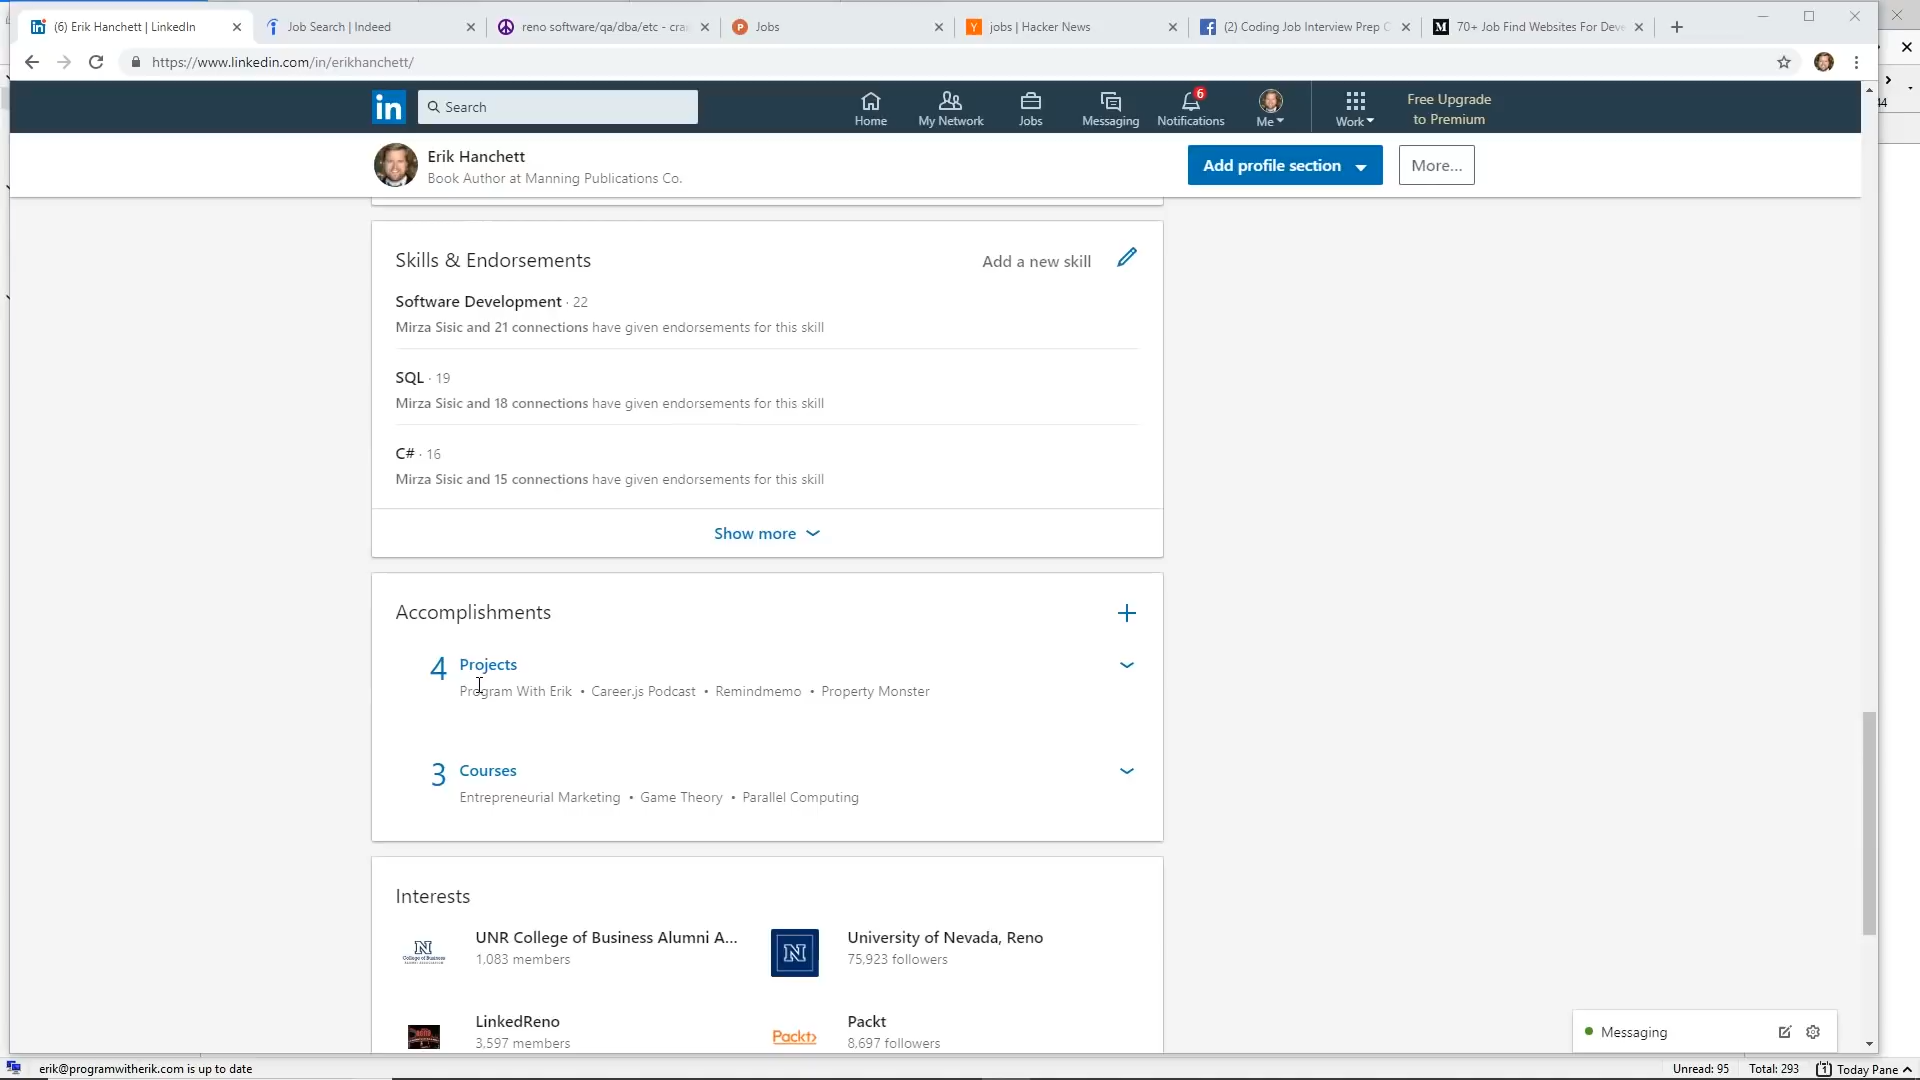 (6) Erik Hanchett | LinkedIn
Job Search | Indeed
reno software/qa/dba/etc - crai
Jobs
jobs | Hacker News
(2) Coding Job Interview Prep C
70+ Job Find Websites For Deve
https://www.linkedin.com/in/erikhanchett/
in
Search
Home
My Network
Jobs
Messaging
6
Notifications
Me
Work
Free Upgrade
to Premium
44
Erik Hanchett
Book Author at Manning Publications Co.
Add profile section
More...
Skills & Endorsements
Add a new skill
Software Development · 22
Mirza Sisic and 21 connections have given endorsements for this skill
SQL · 19
Mirza Sisic and 18 connections have given endorsements for this skill
C# · 16
Mirza Sisic and 15 connections have given endorsements for this skill
Show more
Accomplishments
4 Projects
Program With Erik • Career.js Podcast • Remindmemo • Property Monster
3 Courses
Entrepreneurial Marketing • Game Theory • Parallel Computing
Interests
UNR College of Business Alumni A...
1,083 members
University of Nevada, Reno
75,923 followers
LinkedReno
3,597 members
Packt
Packt
8,697 followers
Messaging
erik@programwitherik.com is up to date
Unread: 95
Total: 293
Today Pane